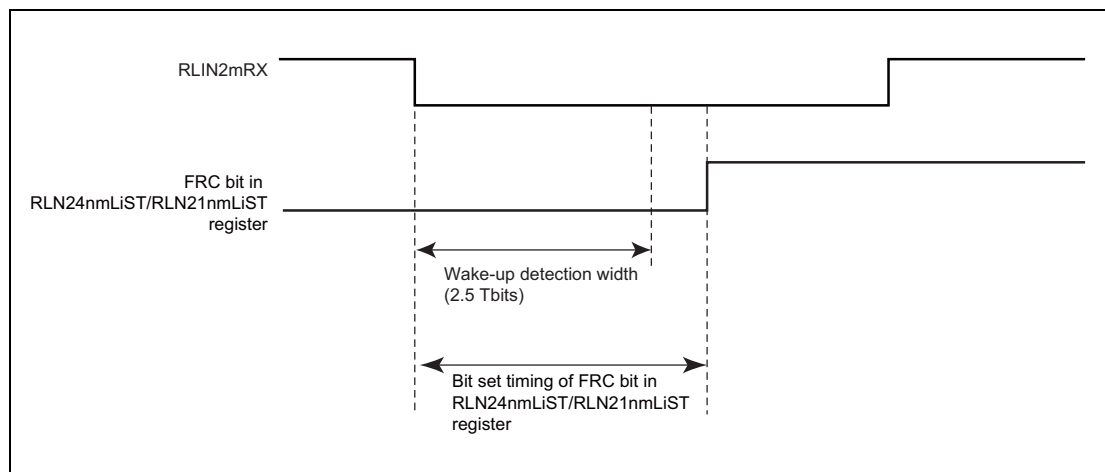 RLIN2mRX
FRC bit in
RLN24nmLiST/RLN21nmLiST
register
Wake-up detection width
(2.5 Tbits)
Bit set timing of FRC bit in
RLN24nmLiST/RLN21nmLiST
register